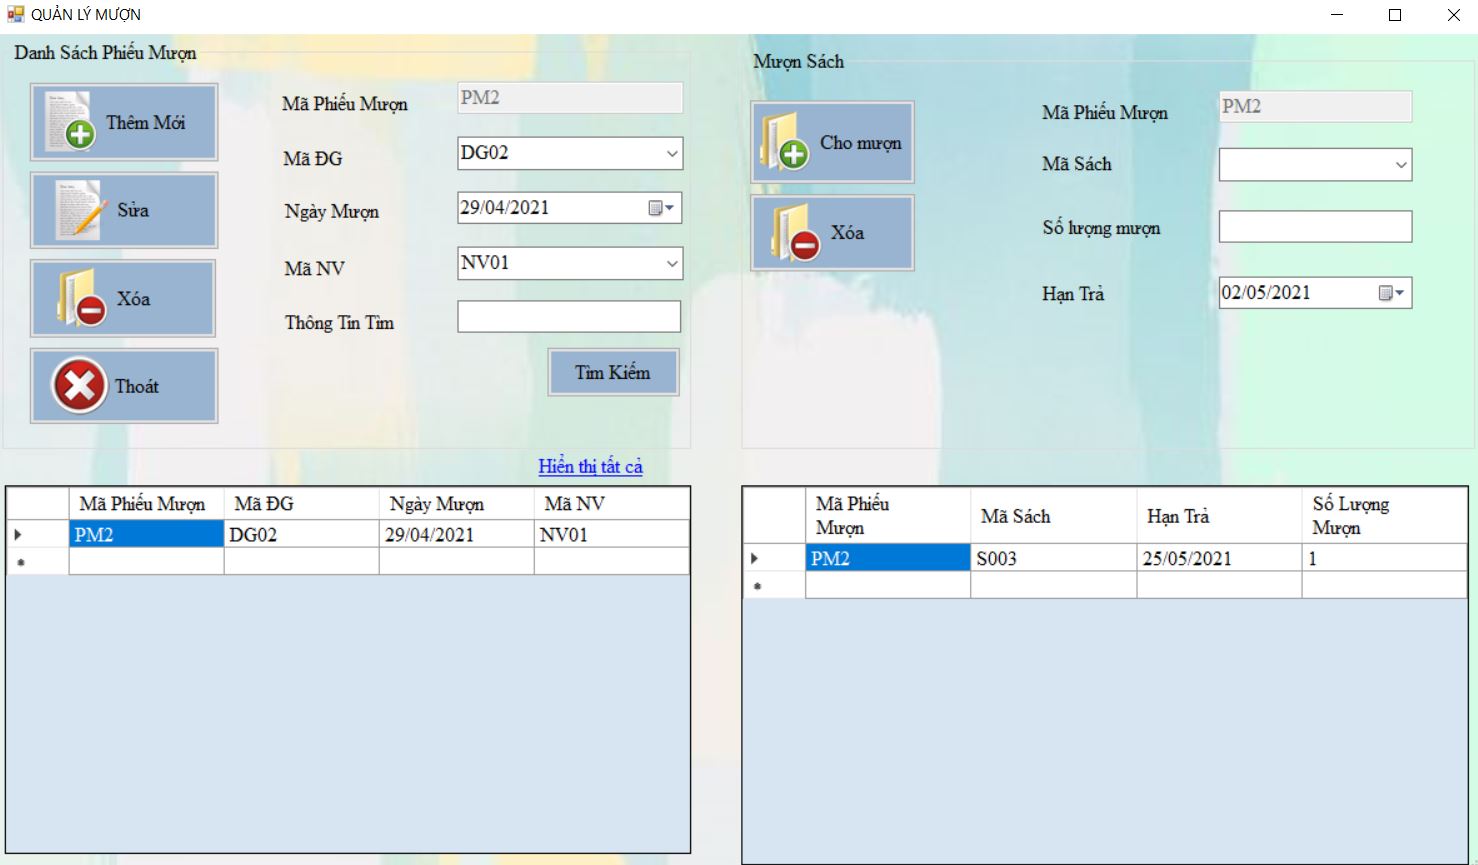 QUẢN LÝ MƯỢN
Danh Sách Phiếu Mượn
Thêm Mới
Sửa
Xóa
Thoát
Mã Phiếu Mượn PM2
Mã ĐG DG02
Ngày Mượn 29/04/2021
Mã NV NV01
Thông Tin Tìm
Tìm Kiếm
Hiển thị tất cả
Mã Phiếu Mượn Mã ĐG Ngày Mượn Mã NV
PM2 DG02 29/04/2021 NV01
Mượn Sách
Cho mượn
Xóa
Mã Phiếu Mượn PM2
Mã Sách
Số lượng mượn
Hạn Trả 02/05/2021
Mã Phiếu
Mượn
Mã Sách
Hạn Trả
Số Lượng
Mượn
PM2 S003 25/05/2021 1